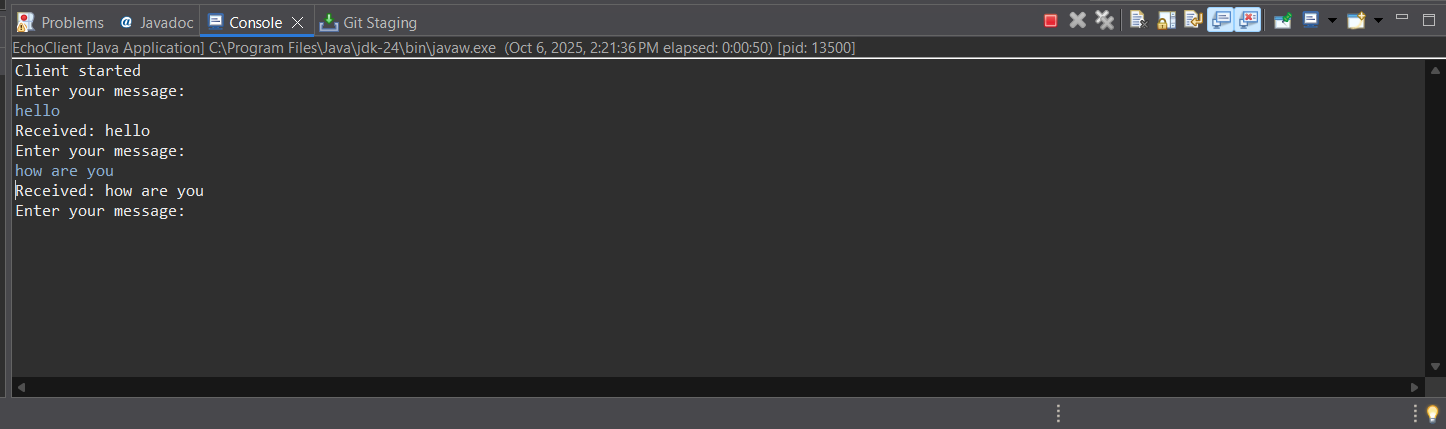 Problems @ Javadoc Console Git Staging
EchoClient [Java Application] C:\Program Files\Java\jdk-24\bin\javaw.exe (Oct 6, 2025, 2:21:36 PM elapsed: 0:00:50) [pid: 13500]
Client started
Enter your message:
hello
Received: hello
Enter your message:
how are you
Received: how are you
Enter your message: